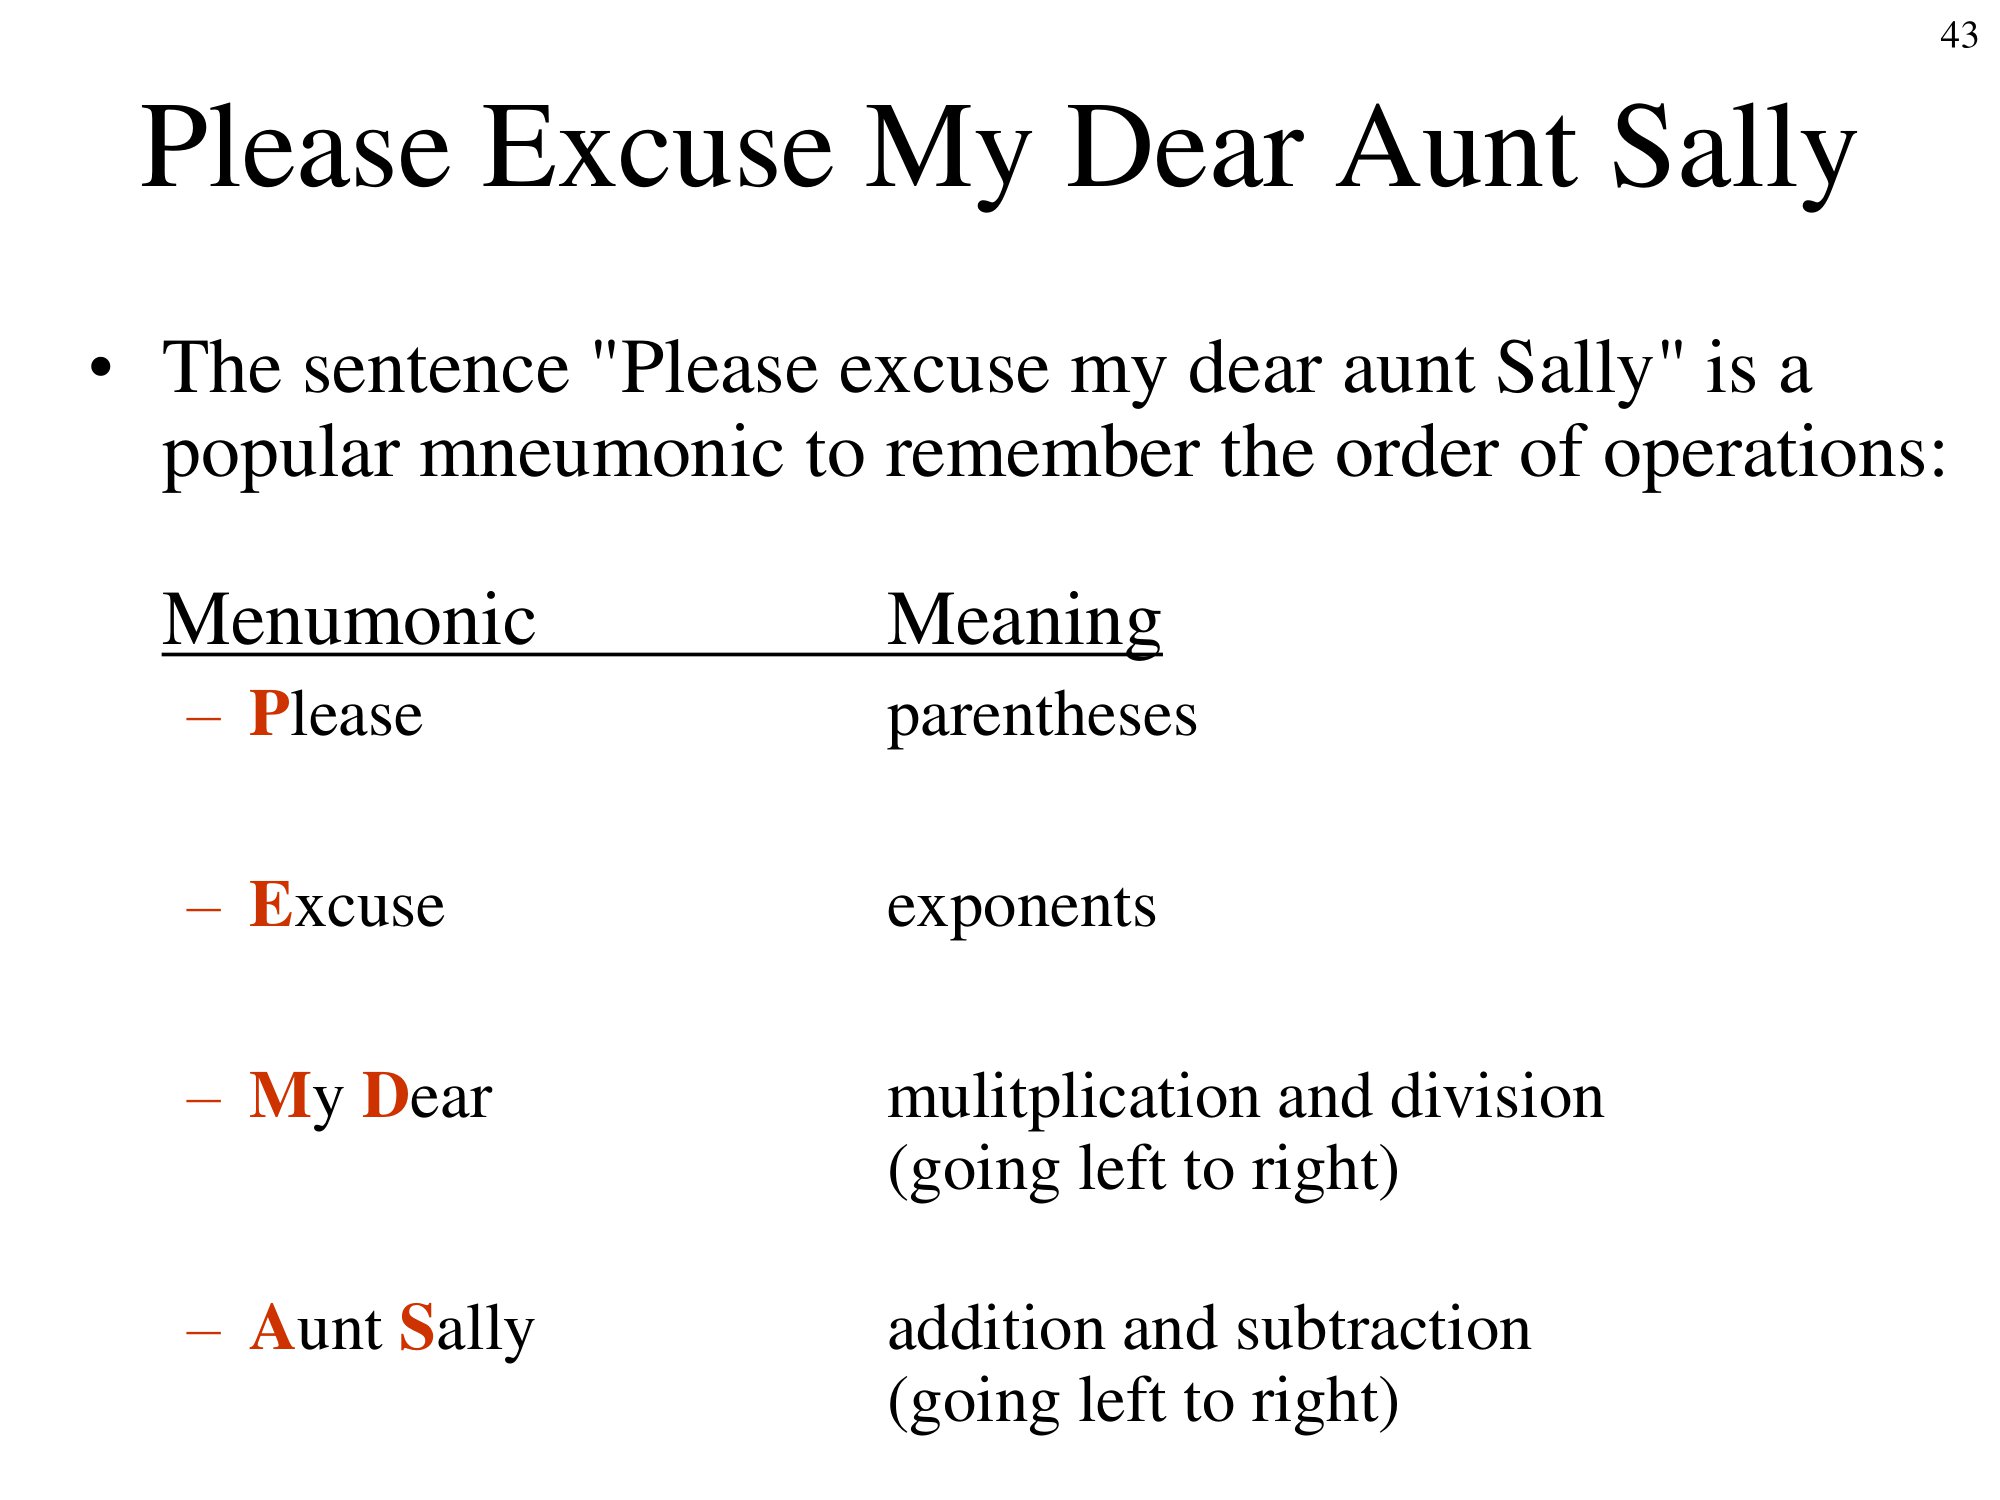 43
Please Excuse My Dear Aunt Sally
• The sentence "Please excuse my dear aunt Sally" is a
popular mneumonic to remember the order of operations:
Menumonic Meaning
– Please parentheses
– Excuse exponents
– My Dear mulitplication and division
(going left to right)
– Aunt Sally addition and subtraction
(going left to right)